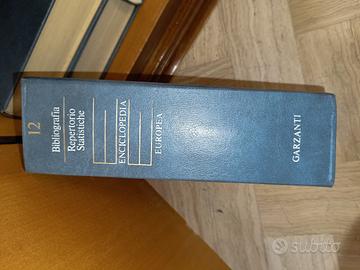 12
Bibliografia
Repertorio
Statistiche
ENCICLOPEDIA
EUROPEA
GARZANTI
subito